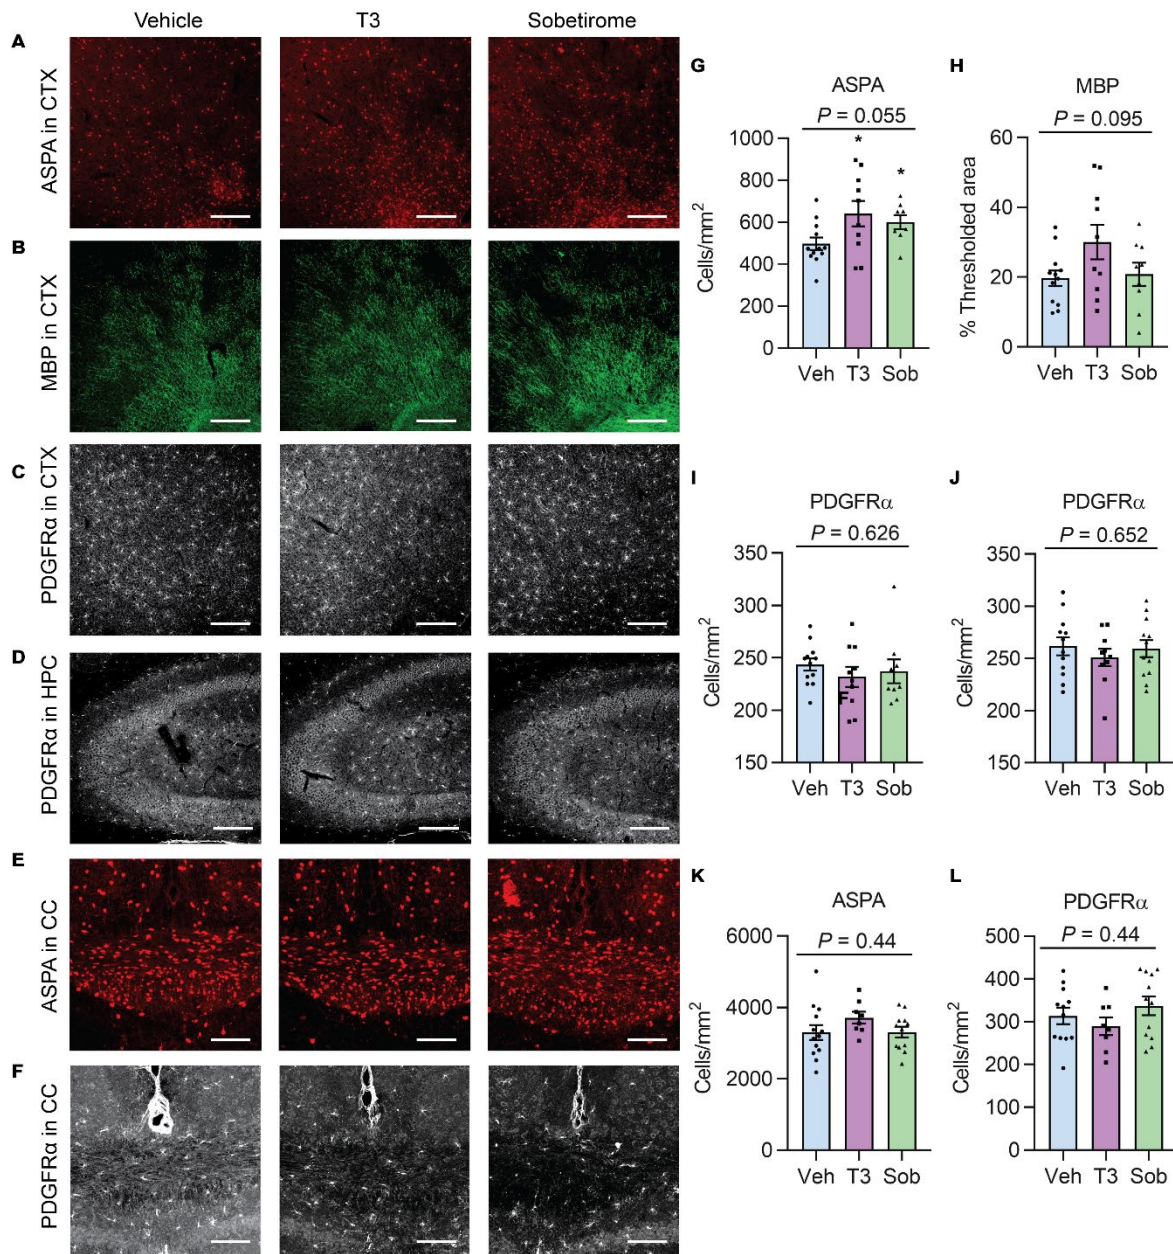 Vehicle T3 Sobetirome
A
ASPA in CTX
B
MBP in CTX
C
PDGFRα in CTX
D
PDGFRα in HPC
E
ASPA in CC
F
PDGFRα in CC
G
ASPA
P = 0.055
Cells/mm²
1000
800
600
400
200
0
* *
Veh T3 Sob
H
MBP
P = 0.095
% Thresholded area
60
40
20
0
Veh T3 Sob
I
PDGFRα
P = 0.626
Cells/mm²
350
300
250
200
150
Veh T3 Sob
J
PDGFRα
P = 0.652
Cells/mm²
350
300
250
200
150
Veh T3 Sob
K
ASPA
P = 0.44
Cells/mm²
6000
4000
2000
0
Veh T3 Sob
L
PDGFRα
P = 0.44
Cells/mm²
500
400
300
200
100
0
Veh T3 Sob